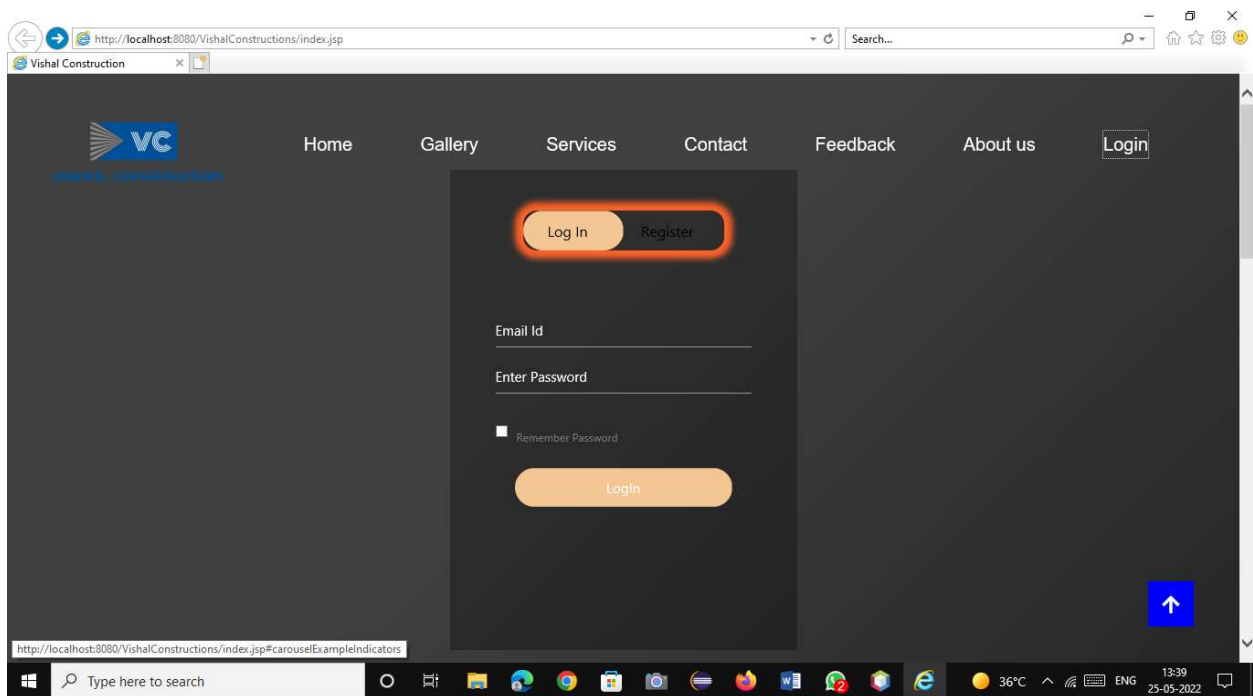 http://localhost:8080/VishalConstructions/index.jsp
Search...
Vishal Construction
VC
Home
Gallery
Services
Contact
Feedback
About us
Login
Log In
Register
Email Id
Enter Password
Remember Password
LogIn
http://localhost:8080/VishalConstructions/index.jsp#carouselExampleIndicators
Type here to search
2
36°C
ENG
13:39
25-05-2022